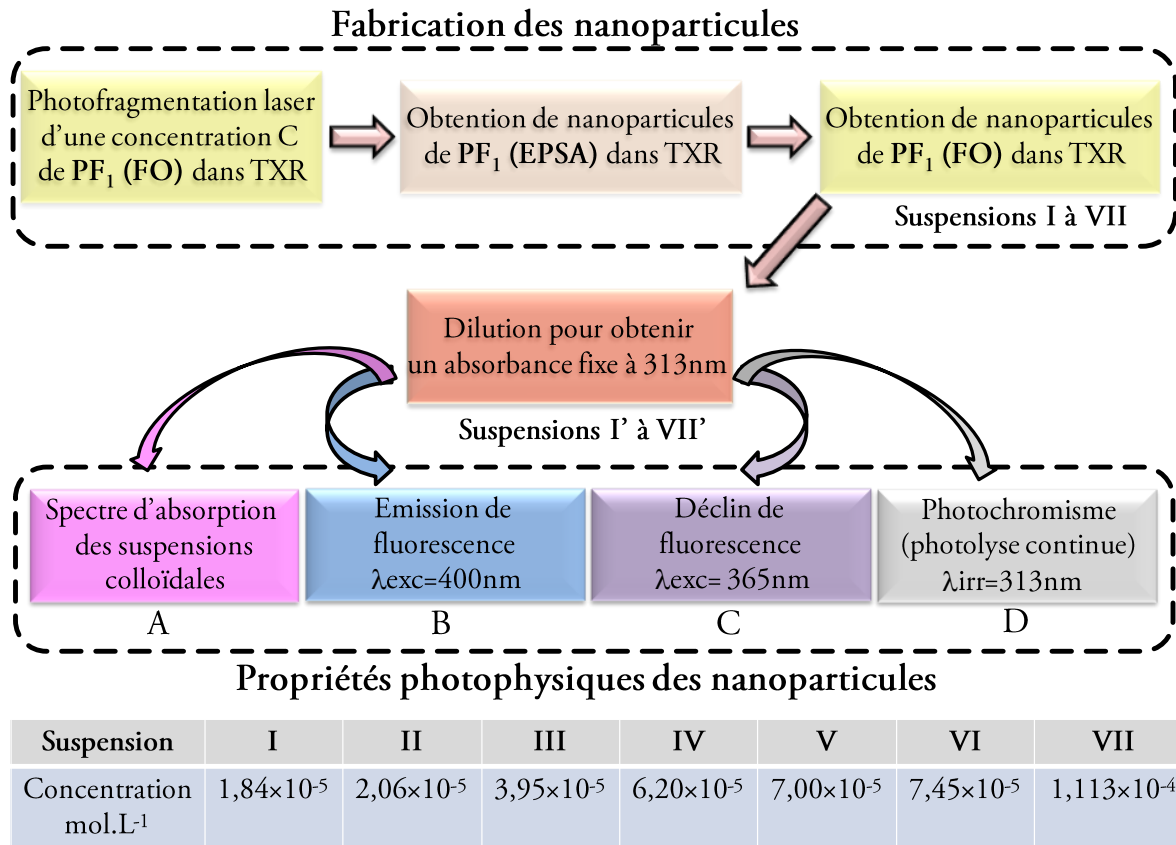 Fabrication des nanoparticules
Photofragmentation laser
d’une concentration C
de PF₁ (FO) dans TXR
Obtention de nanoparticules
de PF₁ (EPSA) dans TXR
Obtention de nanoparticules
de PF₁ (FO) dans TXR
Suspensions I à VII
Dilution pour obtenir
un absorbance fixe à 313nm
Suspensions I’ à VII’
Spectre d’absorption
des suspensions
colloïdales
A
Emission de
fluorescence
λexc=400nm
B
Déclin de
fluorescence
λexc= 365nm
C
Photochromisme
(photolyse continue)
λirr=313nm
D
Propriétés photophysiques des nanoparticules
Suspension I II III IV V VI VII
Concentration mol.L⁻¹ 1,84×10⁻⁵ 2,06×10⁻⁵ 3,95×10⁻⁵ 6,20×10⁻⁵ 7,00×10⁻⁵ 7,45×10⁻⁵ 1,113×10⁻⁴